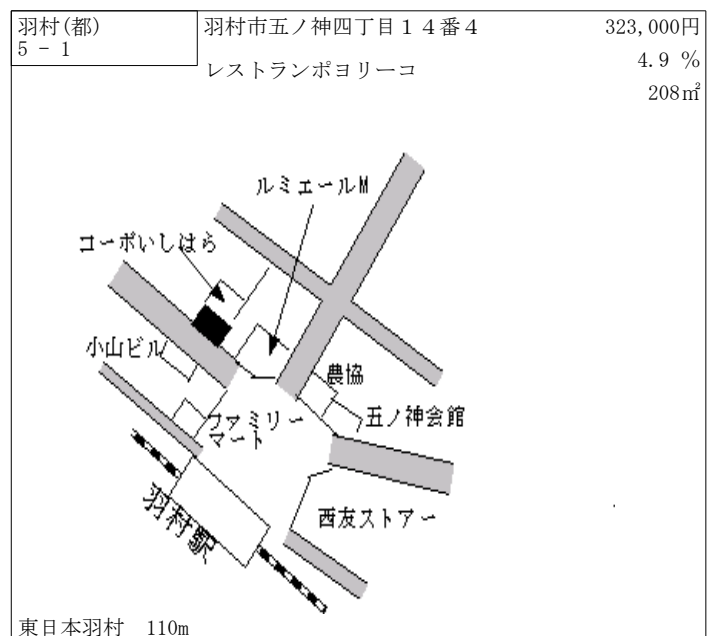 羽村(都)
5 - 1
羽村市五ノ神四丁目１４番４
レストランポヨリーコ
323,000円
4.9 %
208㎡
ルミエールM
コーポいしはら
小山ビル
農協
五ノ神会館
ファミリー
マート
西友ストアー
羽村駅
東日本羽村　110m